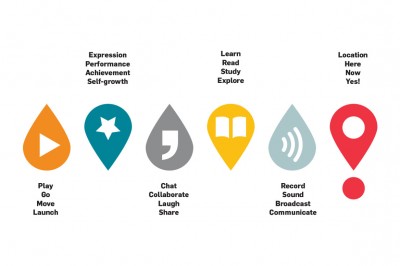 Expression
Performance
Achievement
Self-growth
Learn
Read
Study
Explore
Location
Here
Now
Yes!
Play
Go
Move
Launch
Chat
Collaborate
Laugh
Share
Record
Sound
Broadcast
Communicate